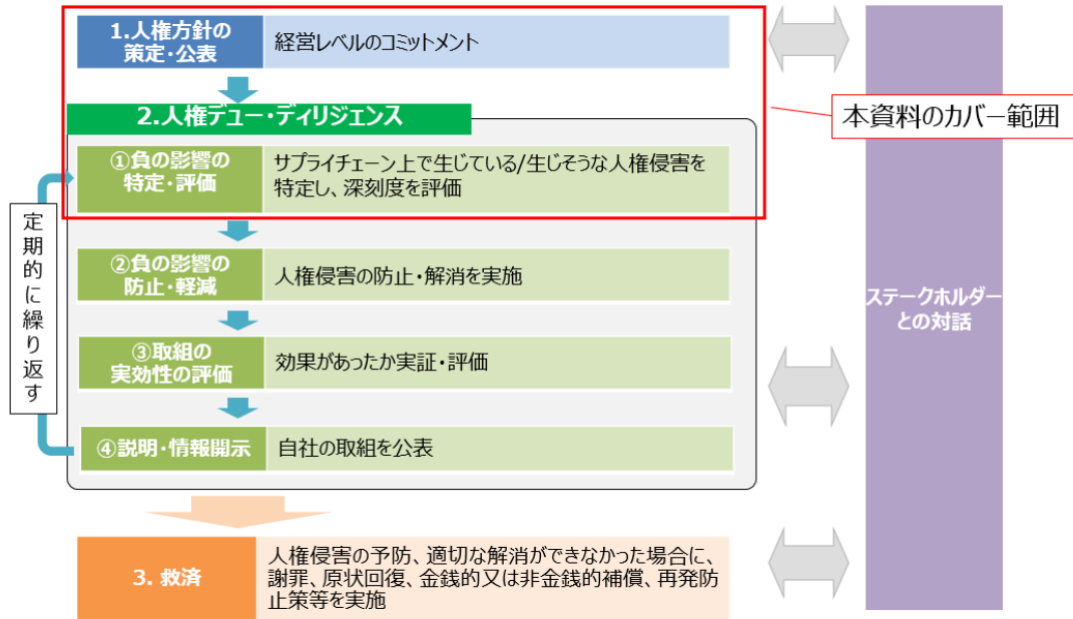 1.人権方針の
策定・公表
経営レベルのコミットメント
2.人権デュー・ディリジェンス
本資料のカバー範囲
①負の影響の
特定・評価
サプライチェーン上で生じている/生じそうな人権侵害を
特定し、深刻度を評価
定期的に繰り返す
②負の影響の
防止・軽減
人権侵害の防止・解消を実施
ステークホルダー
との対話
③取組の
実効性の評価
効果があったか実証・評価
④説明・情報開示
自社の取組を公表
3. 救済
人権侵害の予防、適切な解消ができなかった場合に、
謝罪、原状回復、金銭的又は非金銭的補償、再発防
止策等を実施